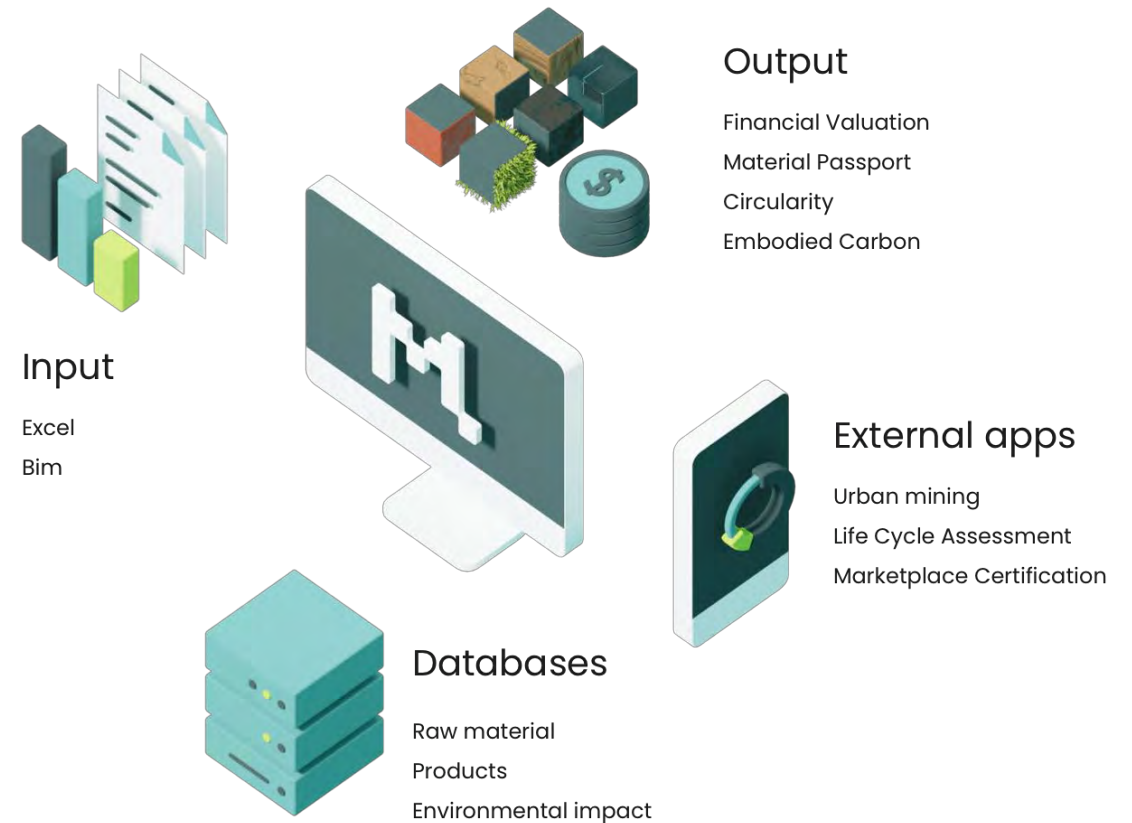 Output
Financial Valuation
Material Passport
Circularity
Embodied Carbon
Input
Excel
Bim
External apps
Urban mining
Life Cycle Assessment
Marketplace Certification
Databases
Raw material
Products
Environmental impact
$
M